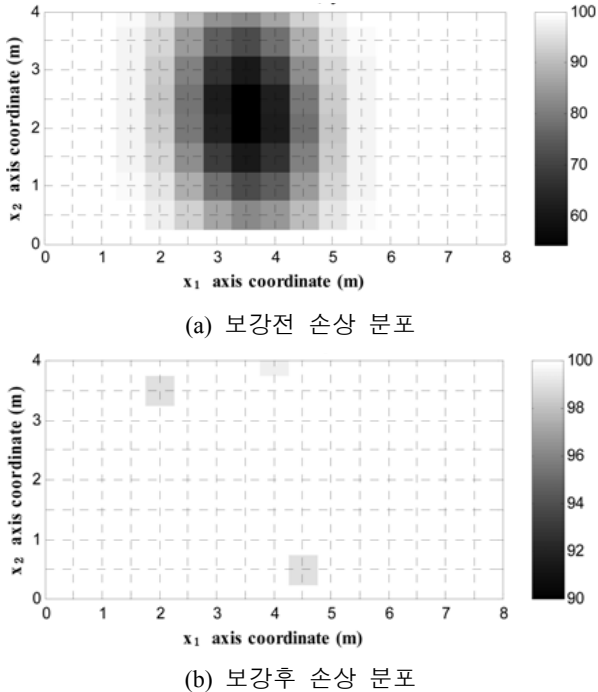 4
3
2
1
0
x₂ axis coordinate (m)
0 1 2 3 4 5 6 7 8
x₁ axis coordinate (m)
100
90
80
70
60
(a) 보강전 손상 분포
4
3
2
1
0
x₂ axis coordinate (m)
0 1 2 3 4 5 6 7 8
x₁ axis coordinate (m)
100
98
96
94
92
90
(b) 보강후 손상 분포